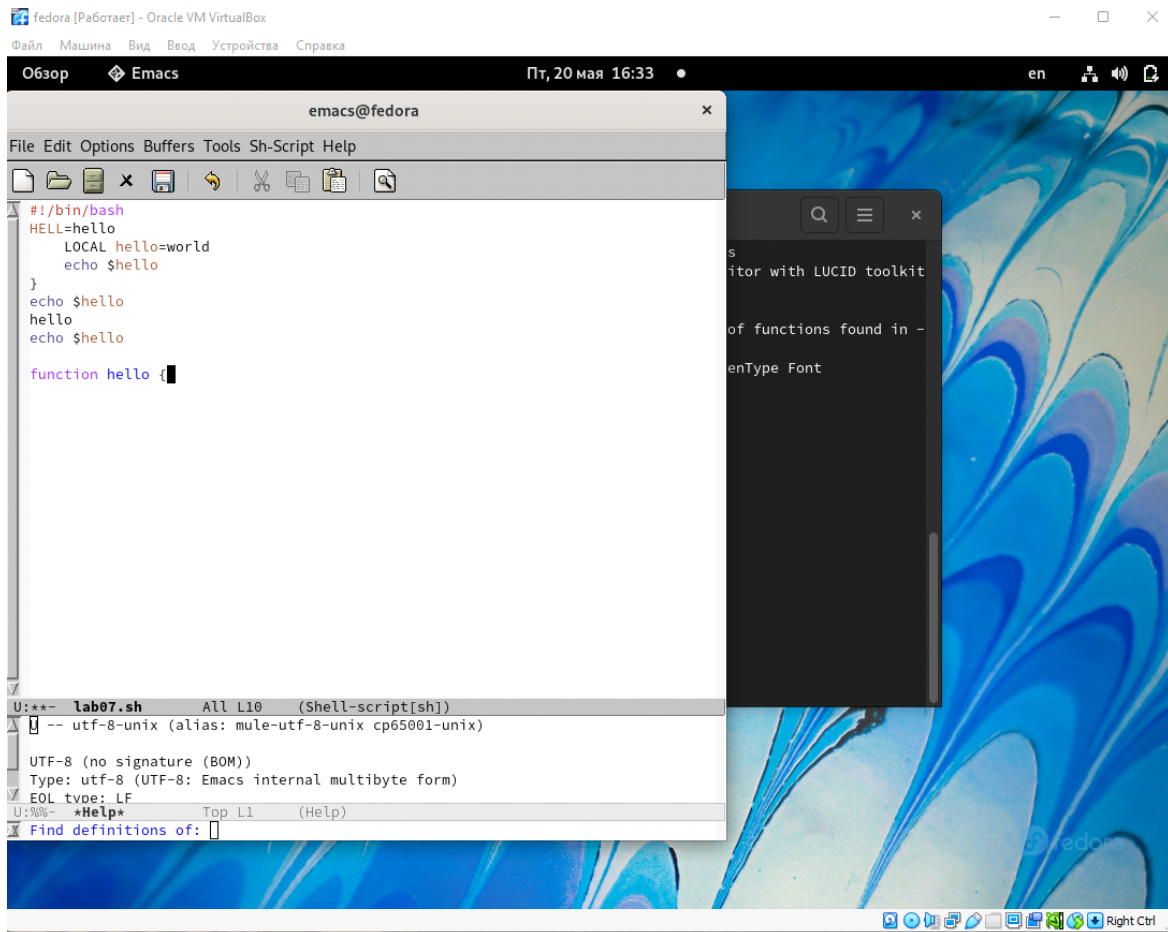 fedora [Работает] - Oracle VM VirtualBox
Файл Машина Вид Ввод Устройства Справка
Обзор Emacs Пт, 20 мая 16:33 en
emacs@fedora
File Edit Options Buffers Tools Sh-Script Help
#!/bin/bash
HELL=hello
LOCAL hello=world
echo $hello
}
echo $hello
hello
echo $hello
function hello {
s
itor with LUCID toolkit
of functions found in -
enType Font
U:**- lab07.sh All L10 (Shell-script[sh])
U -- utf-8-unix (alias: mule-utf-8-unix cp65001-unix)
UTF-8 (no signature (BOM))
Type: utf-8 (UTF-8: Emacs internal multibyte form)
EOL type: LF
U:%%- *Help* Top L1 (Help)
Find definitions of:
fedora
Right Ctrl